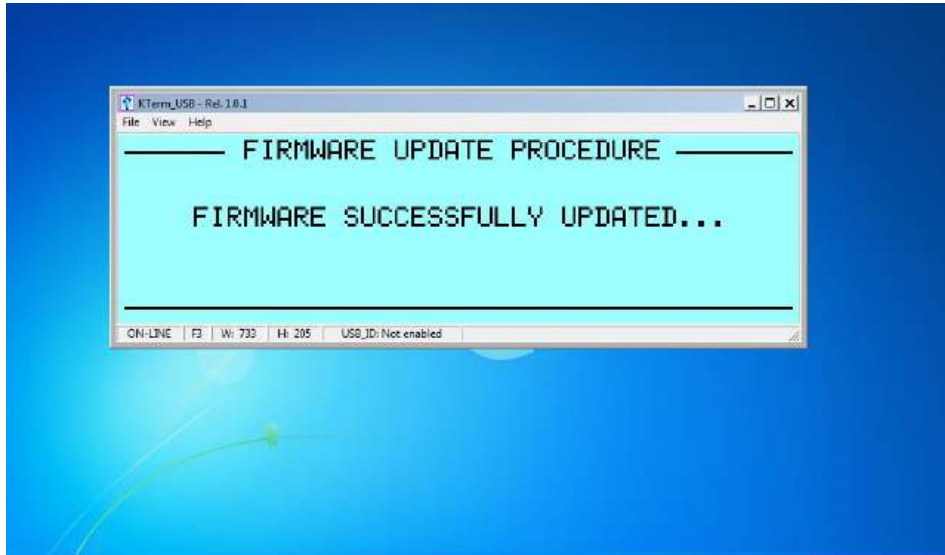 KTerm_USB - Rel. 1.0.1
File View Help
FIRMWARE UPDATE PROCEDURE
FIRMWARE SUCCESSFULLY UPDATED...
ON-LINE F3 W: 733 H: 205 USB_ID: Not enabled